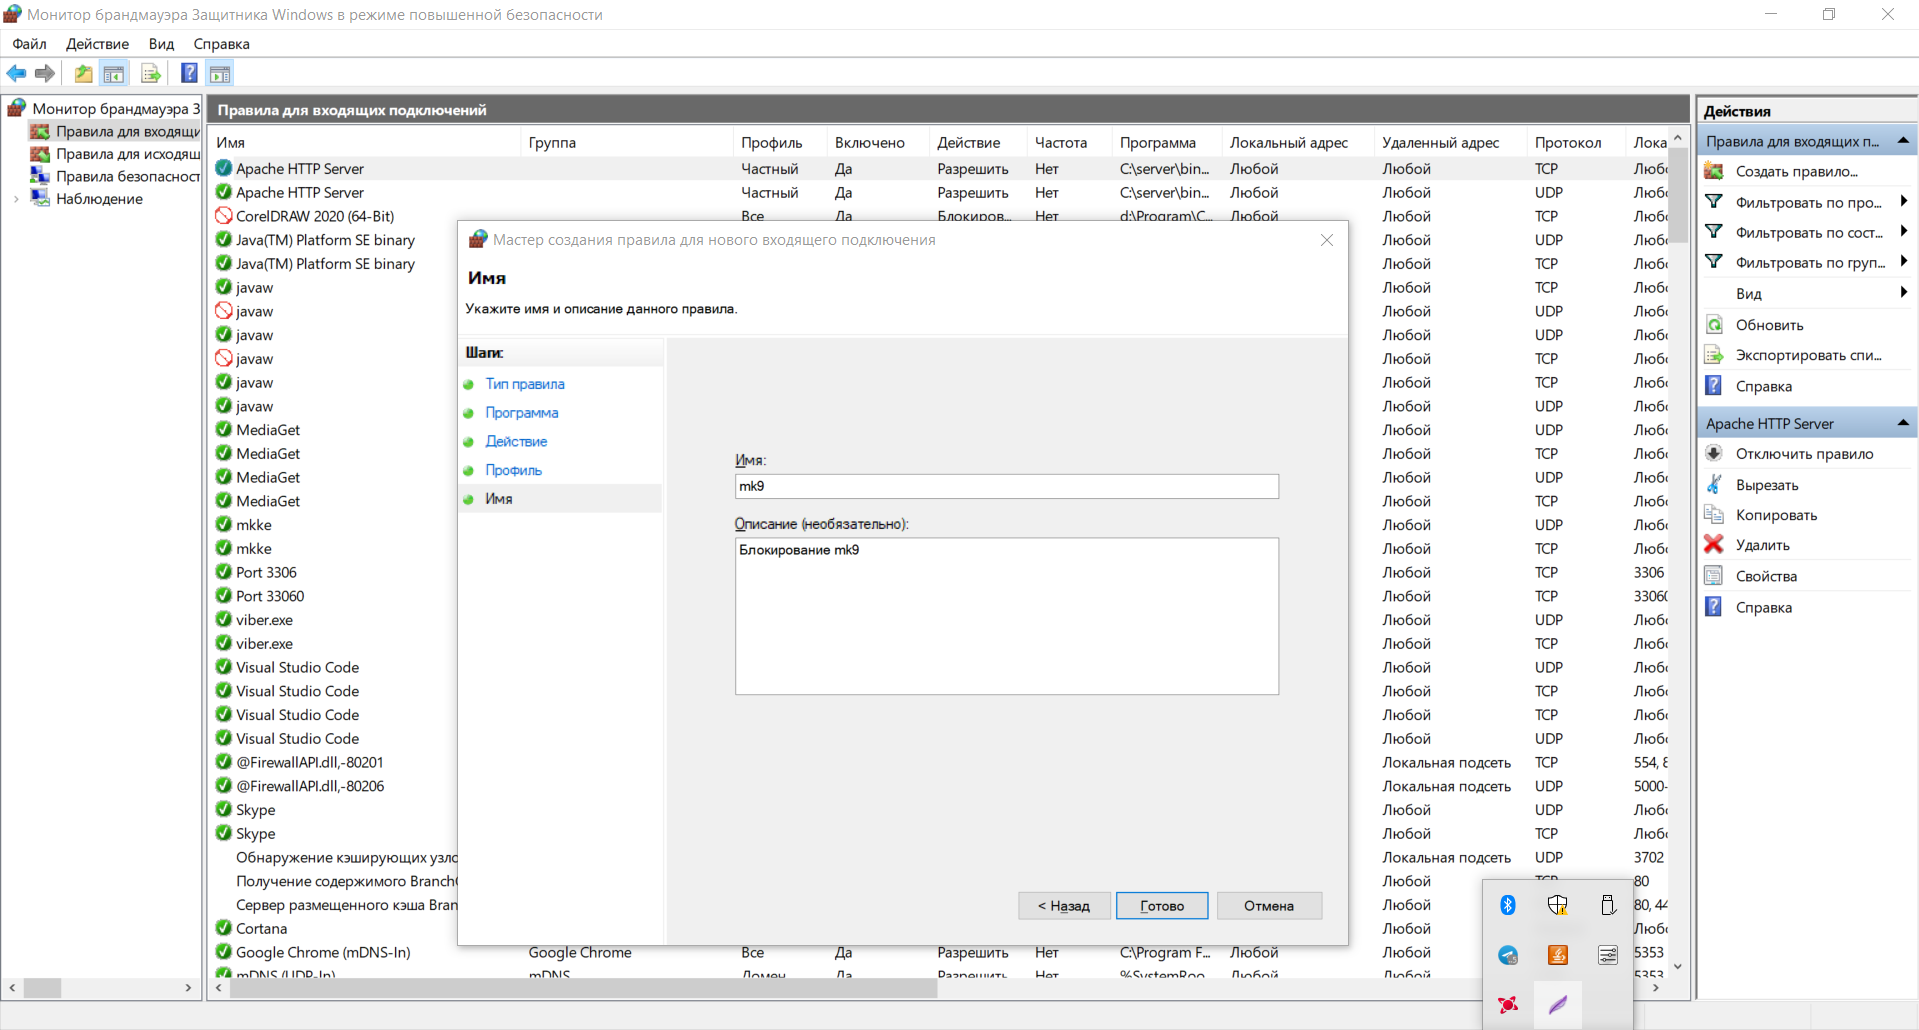 Монитор брандмауэра Защитника Windows в режиме повышенной безопасности
Файл Действие Вид Справка
Монитор брандмауэра З
Правила для входящи
Правила для исходящ
Правила безопасност
Наблюдение
Правила для входящих подключений
Имя Группа Профиль Включено Действие Частота Программа Локальный адрес Удаленный адрес Протокол Лока
Apache HTTP Server Частный Да Разрешить Нет C:\server\bin... Любой Любой TCP Любо
Apache HTTP Server Частный Да Разрешить Нет C:\server\bin... Любой Любой UDP Любо
CorelDRAW 2020 (64-Bit) Все Да Блокиров... Нет d:\Program\C... Любой Любой TCP Любо
Java(TM) Platform SE binary Любой UDP Любо
Java(TM) Platform SE binary Любой TCP Любо
javaw Любой TCP Любо
javaw Любой UDP Любо
javaw Любой UDP Любо
javaw Любой TCP Любо
javaw Любой TCP Любо
javaw Любой UDP Любо
MediaGet Любой UDP Любо
MediaGet Любой TCP Любо
MediaGet Любой UDP Любо
MediaGet Любой TCP Любо
mkke Любой UDP Любо
mkke Любой TCP Любо
Port 3306 Любой TCP 3306
Port 33060 Любой TCP 33060
viber.exe Любой UDP Любо
viber.exe Любой TCP Любо
Visual Studio Code Любой UDP Любо
Visual Studio Code Любой TCP Любо
Visual Studio Code Любой TCP Любо
Visual Studio Code Любой UDP Любо
@FirewallAPI.dll,-80201 Локальная подсеть TCP 554, 8
@FirewallAPI.dll,-80206 Локальная подсеть UDP 5000-
Skype Любой UDP Любо
Skype Любой TCP Любо
Обнаружение кэширующих узло Локальная подсеть UDP 3702
Получение содержимого Branch Любой TCP 80
Сервер размещенного кэша Bran Любой 80, 44
Cortana Любой Любо
Google Chrome (mDNS-In) Google Chrome Все Да Разрешить Нет C:\Program F... Любой Любой 5353
mDNS (UDP-In) mDNS Домен Да Разрешить Нет %SystemRoo Любой Любой 5353
Мастер создания правила для нового входящего подключения
Имя
Укажите имя и описание данного правила.
Шаги:
Тип правила
Программа
Действие
Профиль
Имя
Имя:
mk9
Описание (необязательно):
Блокирование mk9
< Назад Готово Отмена
Действия
Правила для входящих п...
Создать правило...
Фильтровать по про...
Фильтровать по сост...
Фильтровать по груп...
Вид
Обновить
Экспортировать спи...
Справка
Apache HTTP Server
Отключить правило
Вырезать
Копировать
Удалить
Свойства
Справка